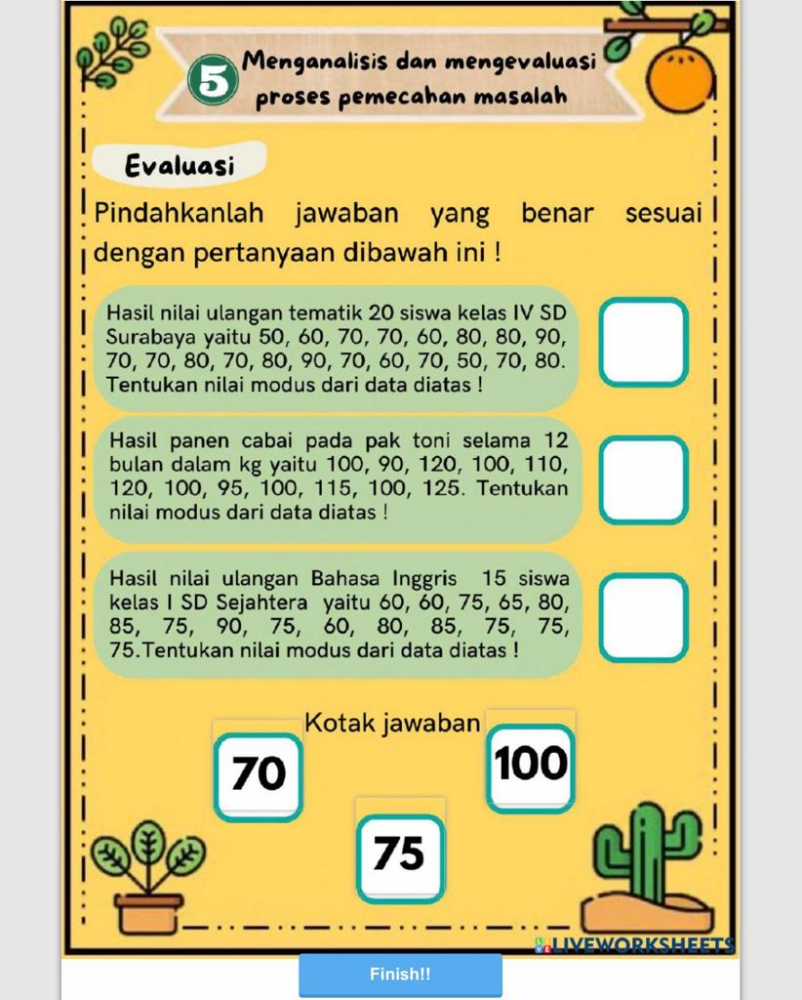 5
Menganalisis dan mengevaluasi
proses pemecahan masalah
Evaluasi
Pindahkanlah jawaban yang benar sesuai
dengan pertanyaan dibawah ini !
Hasil nilai ulangan tematik 20 siswa kelas IV SD
Surabaya yaitu 50, 60, 70, 70, 60, 80, 80, 90,
70, 70, 80, 70, 80, 90, 70, 60, 70, 50, 70, 80.
Tentukan nilai modus dari data diatas !
Hasil panen cabai pada pak toni selama 12
bulan dalam kg yaitu 100, 90, 120, 100, 110,
120, 100, 95, 100, 115, 100, 125. Tentukan
nilai modus dari data diatas !
Hasil nilai ulangan Bahasa Inggris 15 siswa
kelas I SD Sejahtera yaitu 60, 60, 75, 65, 80,
85, 75, 90, 75, 60, 80, 85, 75, 75,
75.Tentukan nilai modus dari data diatas !
Kotak jawaban
70
100
75
LIVEWORKSHEETS
Finish!!